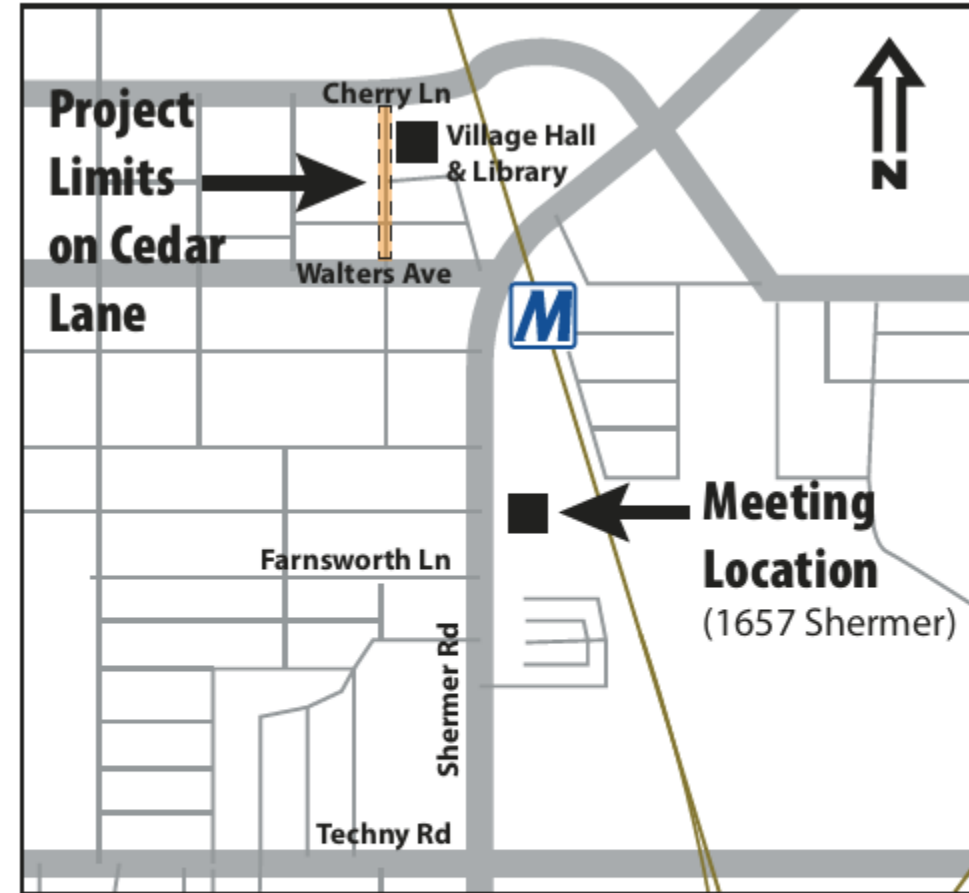 Cherry Ln
Project
Limits
on Cedar
Lane
Village Hall
& Library
N
Walters Ave
M
Meeting
Location
(1657 Shermer)
Farnsworth Ln
Shermer Rd
Techny Rd